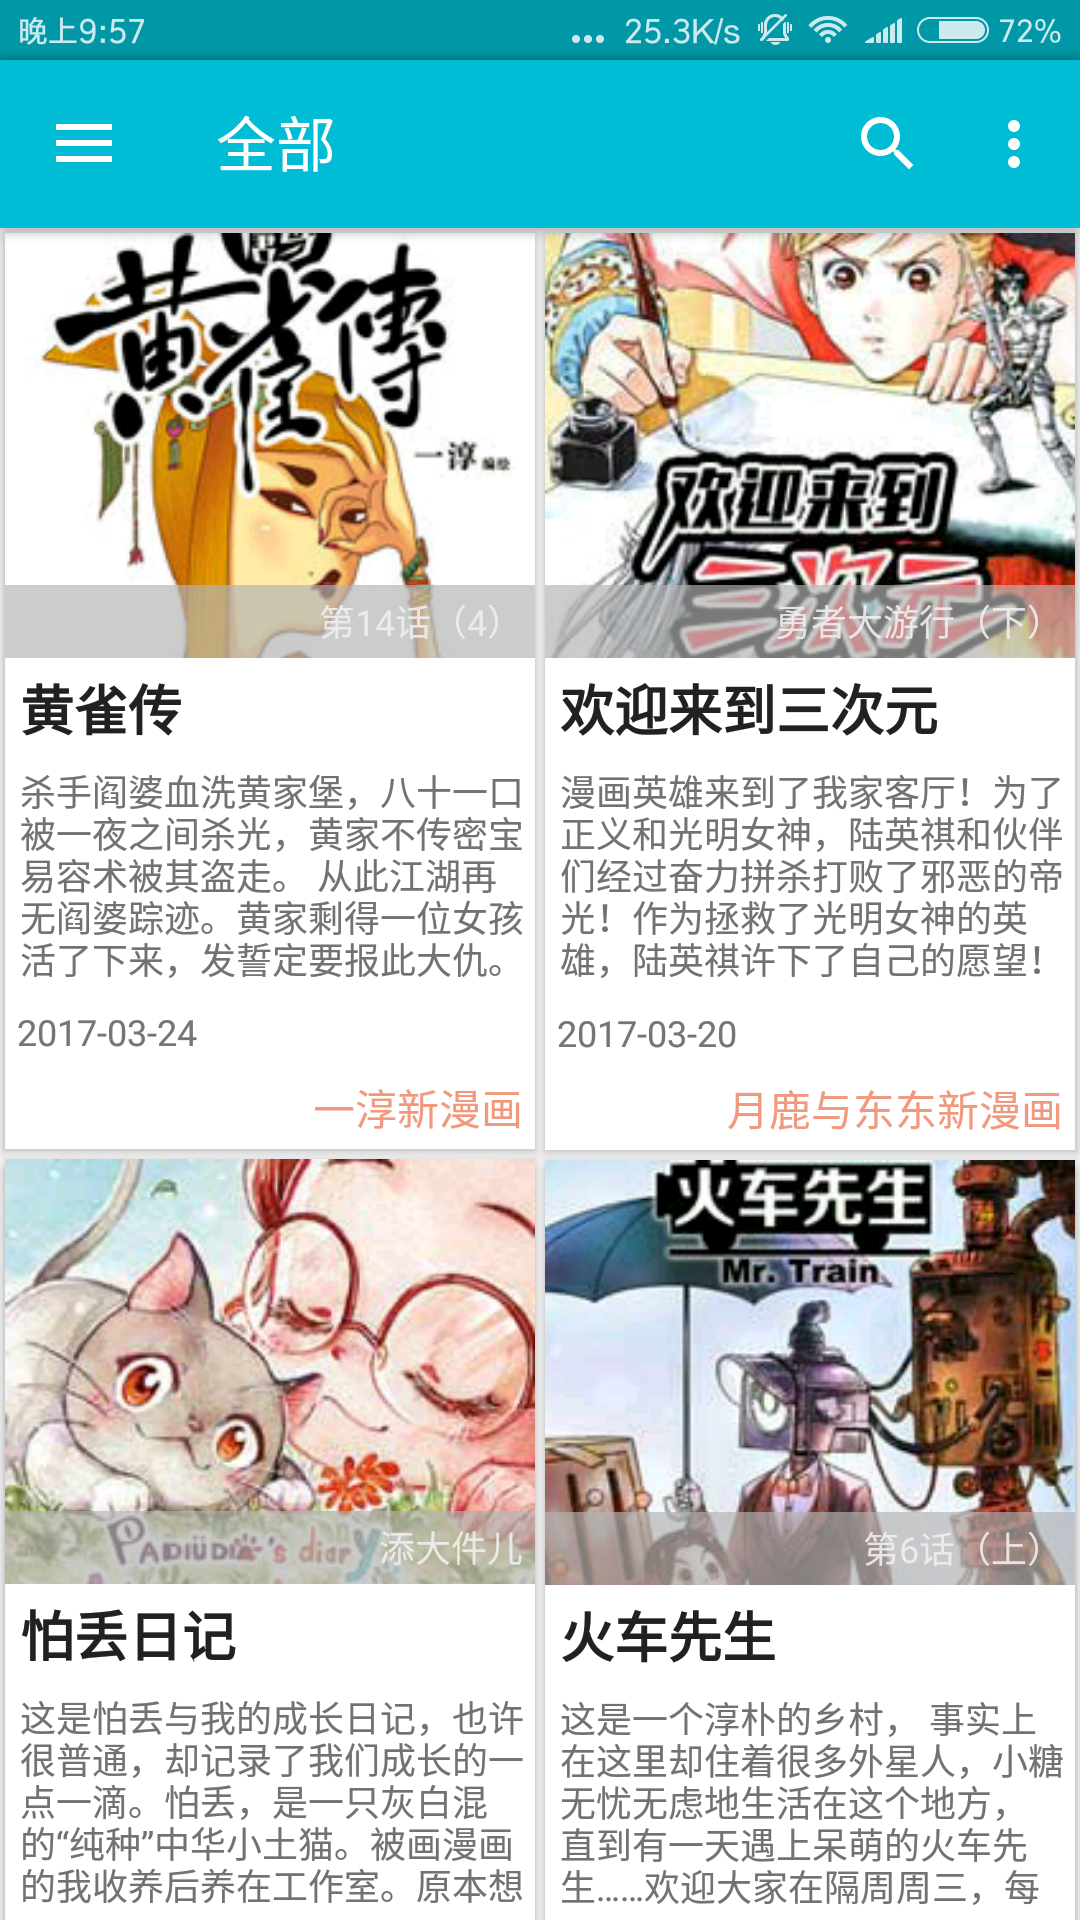 晚上9:57
... 25.3K/s 72%
全部
黄雀傳
一淳 编绘
第14话（4）
黄雀传
杀手阎婆血洗黄家堡，八十一口
被一夜之间杀光，黄家不传密宝
易容术被其盗走。 从此江湖再
无阎婆踪迹。黄家剩得一位女孩
活了下来，发誓定要报此大仇。
2017-03-24
一淳新漫画
欢迎来到
三次元
勇者大游行（下）
欢迎来到三次元
漫画英雄来到了我家客厅！为了
正义和光明女神，陆英祺和伙伴
们经过奋力拼杀打败了邪恶的帝
光！作为拯救了光明女神的英
雄，陆英祺许下了自己的愿望！
2017-03-20
月鹿与东东新漫画
PADIUDIU's diary
添大件儿
怕丢日记
这是怕丢与我的成长日记，也许
很普通，却记录了我们成长的一
点一滴。怕丢，是一只灰白混
的“纯种”中华小土猫。被画漫画
的我收养后养在工作室。原本想
火车先生
Mr. Train
第6话（上）
火车先生
这是一个淳朴的乡村， 事实上
在这里却住着很多外星人，小糖
无忧无虑地生活在这个地方，
直到有一天遇上呆萌的火车先
生......欢迎大家在隔周周三，每